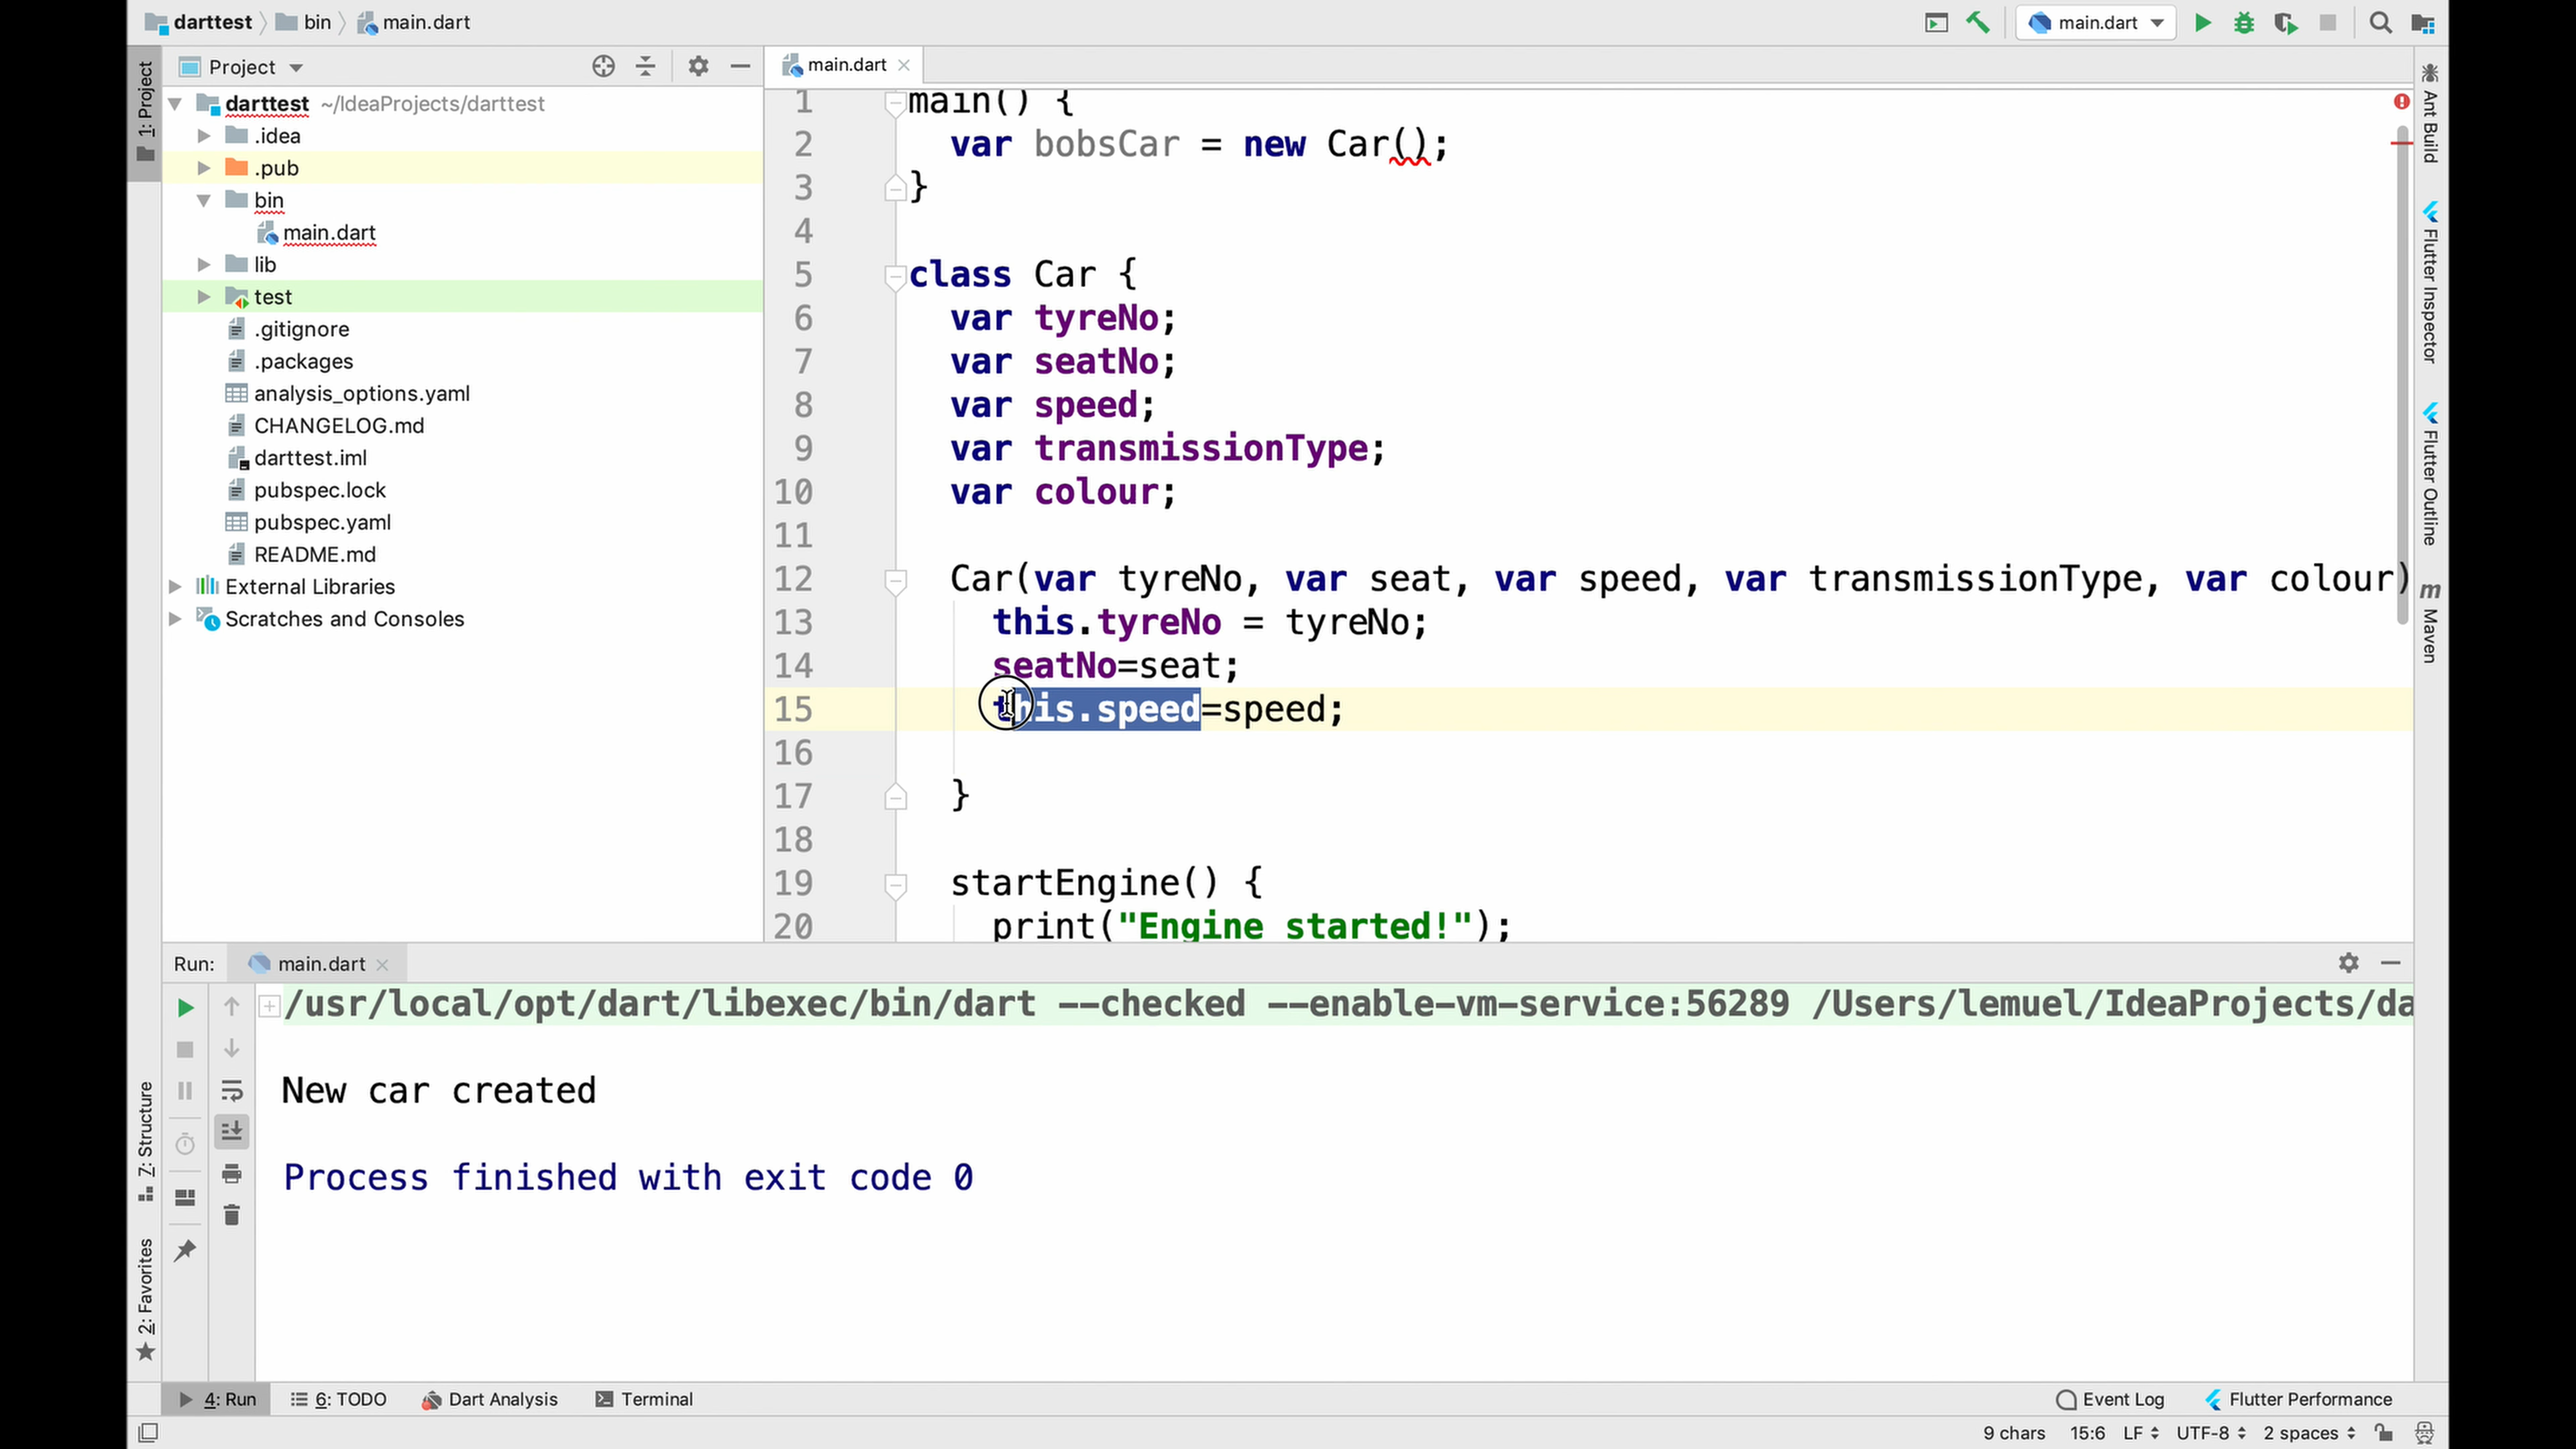 darttest bin main.dart
main.dart
Project
main.dart
1: Project
darttest ~/IdeaProjects/darttest
.idea
.pub
bin
main.dart
lib
test
.gitignore
.packages
analysis_options.yaml
CHANGELOG.md
darttest.iml
pubspec.lock
pubspec.yaml
README.md
External Libraries
Scratches and Consoles
1 main() {
2 var bobsCar = new Car();
3 }
4
5 class Car {
6 var tyreNo;
7 var seatNo;
8 var speed;
9 var transmissionType;
10 var colour;
11
12 Car(var tyreNo, var seat, var speed, var transmissionType, var colour)
13 this.tyreNo = tyreNo;
14 seatNo=seat;
15 this.speed=speed;
16
17 }
18
19 startEngine() {
20 print("Engine started!");
Ant Build
Flutter Inspector
Flutter Outline
m Maven
Run: main.dart
/usr/local/opt/dart/libexec/bin/dart --checked --enable-vm-service:56289 /Users/lemuel/IdeaProjects/da
New car created
Process finished with exit code 0
Z: Structure
2: Favorites
4: Run 6: TODO Dart Analysis Terminal Event Log Flutter Performance
9 chars 15:6 LF UTF-8 2 spaces